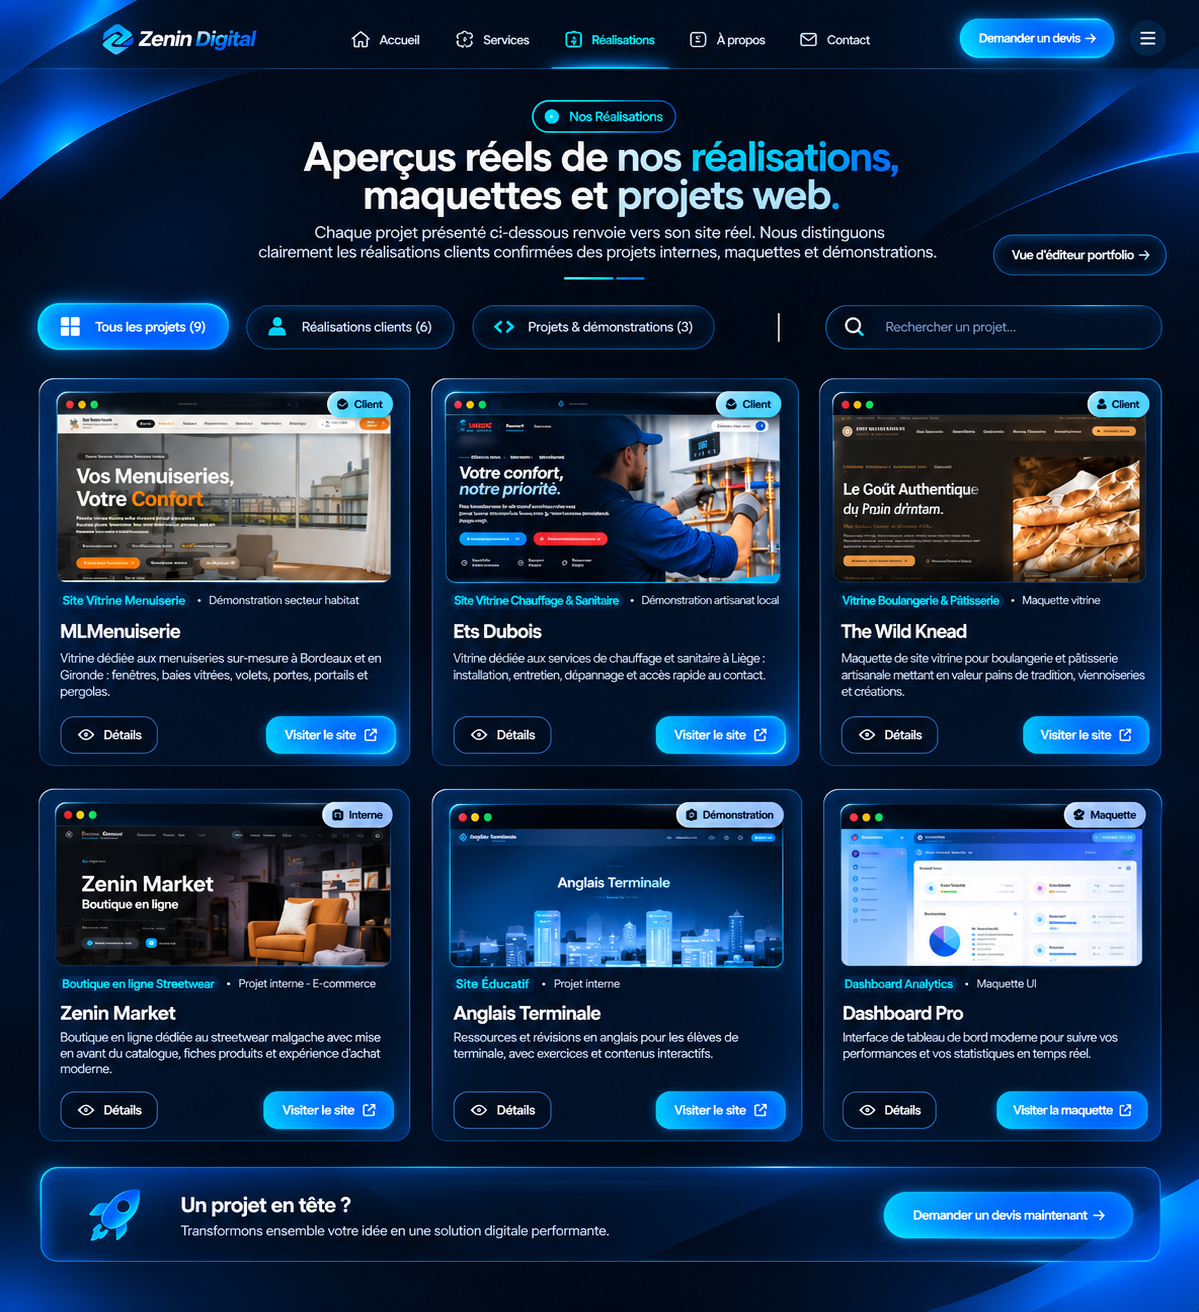 Zenin Digital
Accueil
Services
Réalisations
À propos
Contact
Demander un devis →
Nos Réalisations
Aperçus réels de nos réalisations,
maquettes et projets web.
Chaque projet présenté ci-dessous renvoie vers son site réel. Nous distinguons
clairement les réalisations clients confirmées des projets internes, maquettes et démonstrations.
Vue d'éditeur portfolio →
Tous les projets (9)
Réalisations clients (6)
Projets & démonstrations (3)
Rechercher un projet...
Client
Vos Menuiseries,
Votre Confort
Site Vitrine Menuiserie • Démonstration secteur habitat
MLMenuiserie
Vitrine dédiée aux menuiseries sur-mesure à Bordeaux et en
Gironde : fenêtres, baies vitrées, volets, portes, portails et
pergolas.
Détails
Visiter le site
Client
Votre confort,
notre priorité.
Site Vitrine Chauffage & Sanitaire • Démonstration artisanat local
Ets Dubois
Vitrine dédiée aux services de chauffage et sanitaire à Liège :
installation, entretien, dépannage et accès rapide au contact.
Détails
Visiter le site
Client
Le Goût Authentique
du
Vitrine Boulangerie & Pâtisserie • Maquette vitrine
The Wild Knead
Maquette de site vitrine pour boulangerie et pâtisserie
artisanale mettant en valeur pains de tradition, viennoiseries
et créations.
Détails
Visiter le site
Interne
Zenin Market
Boutique en ligne
Boutique en ligne Streetwear • Projet interne - E-commerce
Zenin Market
Boutique en ligne dédiée au streetwear malgache avec mise
en avant du catalogue, fiches produits et expérience d'achat
moderne.
Détails
Visiter le site
Démonstration
Anglais Terminale
Site Éducatif • Projet interne
Anglais Terminale
Ressources et révisions en anglais pour les élèves de
terminale, avec exercices et contenus interactifs.
Détails
Visiter le site
Maquette
Dashboard Analytics • Maquette UI
Dashboard Pro
Interface de tableau de bord moderne pour suivre vos
performances et vos statistiques en temps réel.
Détails
Visiter la maquette
Un projet en tête ?
Transformons ensemble votre idée en une solution digitale performante.
Demander un devis maintenant →